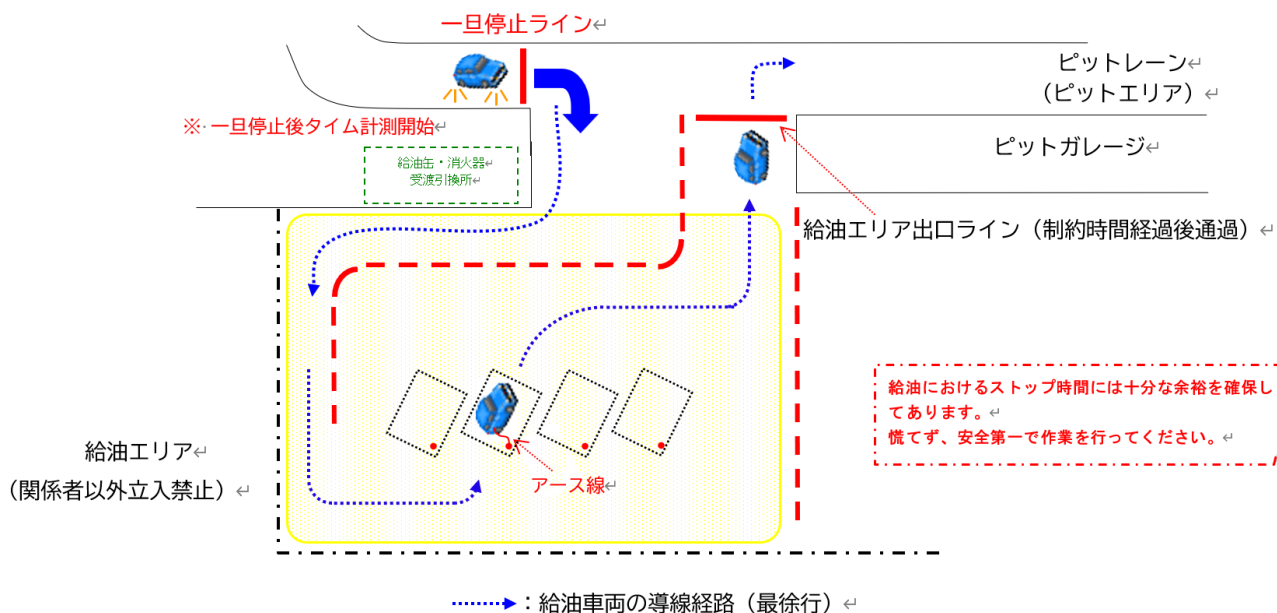 一旦停止ライン↵
ピットレーン↵
（ピットエリア）↵
※・一旦停止後タイム計測開始↵
ピットガレージ↵
給油缶・消火器↵
受渡引換所↵
給油エリア出口ライン（制約時間経過後通過）↵
給油におけるストップ時間には十分な余裕を確保し
てあります。↵
慌てず、安全第一で作業を行ってください。↵
給油エリア↵
（関係者以外立入禁止）↵
アース線↵
：給油車両の導線経路（最徐行）↵